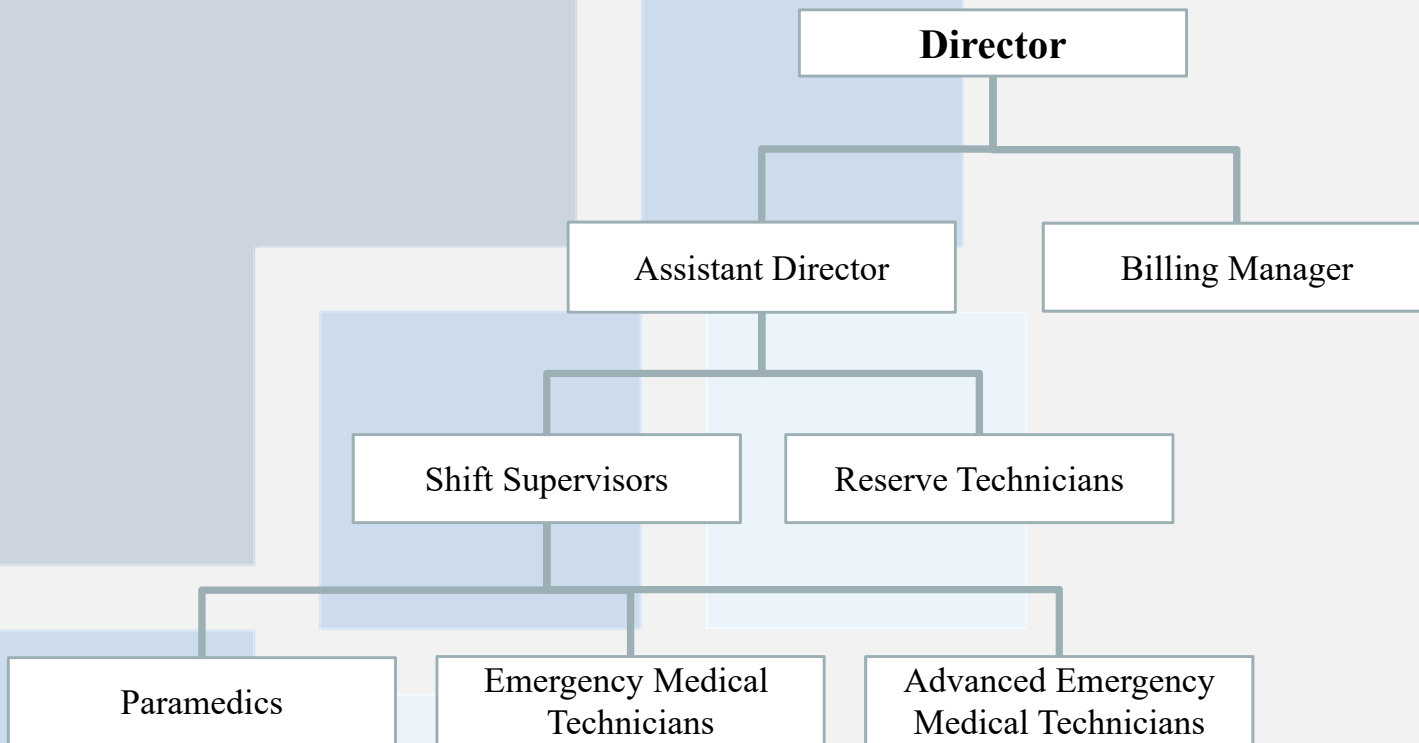 Director
Assistant Director
Billing Manager
Shift Supervisors
Reserve Technicians
Paramedics
Emergency Medical
Technicians
Advanced Emergency
Medical Technicians